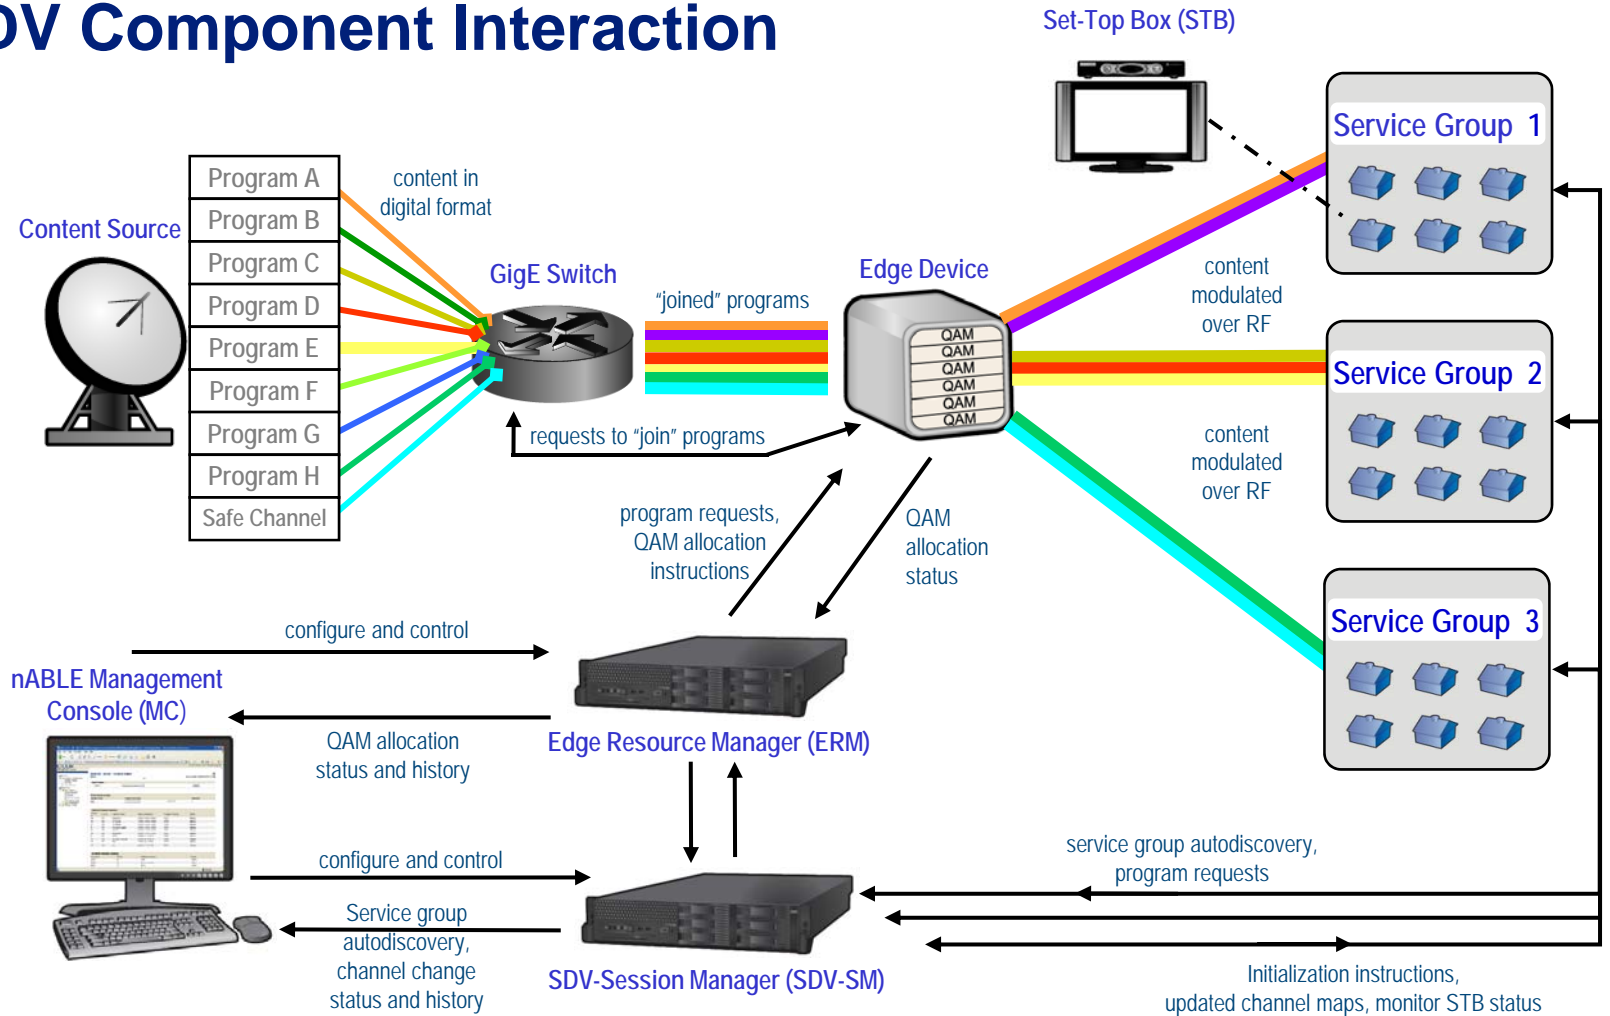 DV Component Interaction
Set-Top Box (STB)
Service Group 1
Program A
Program B
Program C
Program D
Program E
Program F
Program G
Program H
Safe Channel
content in
digital format
Content Source
GigE Switch
"joined" programs
Edge Device
QAM
QAM
QAM
QAM
QAM
QAM
content
modulated
over RF
Service Group 2
requests to "join" programs
content
modulated
over RF
program requests,
QAM allocation
instructions
QAM
allocation
status
Service Group 3
configure and control
nABLE Management
Console (MC)
QAM allocation
status and history
Edge Resource Manager (ERM)
configure and control
Service group
autodiscovery,
channel change
status and history
SDV-Session Manager (SDV-SM)
service group autodiscovery,
program requests
Initialization instructions,
updated channel maps, monitor STB status